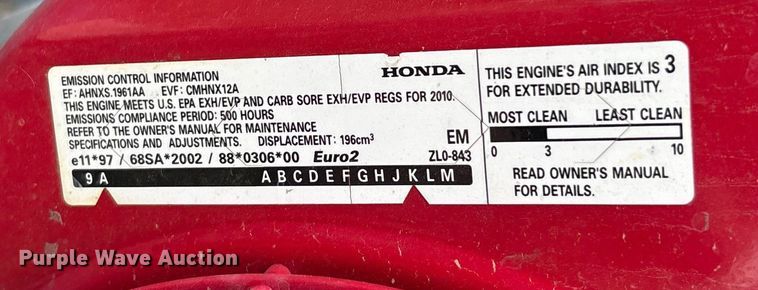 EMISSION CONTROL INFORMATION HONDA
EF: AHNXS.1961AA EVF: CMHNX12A
THIS ENGINE MEETS U.S. EPA EXH/EVP AND CARB SORE EXH/EVP REGS FOR 2010.
EMISSIONS COMPLIANCE PERIOD: 500 HOURS
REFER TO THE OWNER'S MANUAL FOR MAINTENANCE
SPECIFICATIONS AND ADJUSTMENTS. DISPLACEMENT: 196cm³ EM
e11*97 / 68SA*2002 / 88*0306*00 Euro2 ZL0-843
9 A A B C D E F G H J K L M
THIS ENGINE'S AIR INDEX IS 3
FOR EXTENDED DURABILITY.
MOST CLEAN LEAST CLEAN
0 3 10
READ OWNER'S MANUAL
FOR DETAILS.
Purple Wave Auction